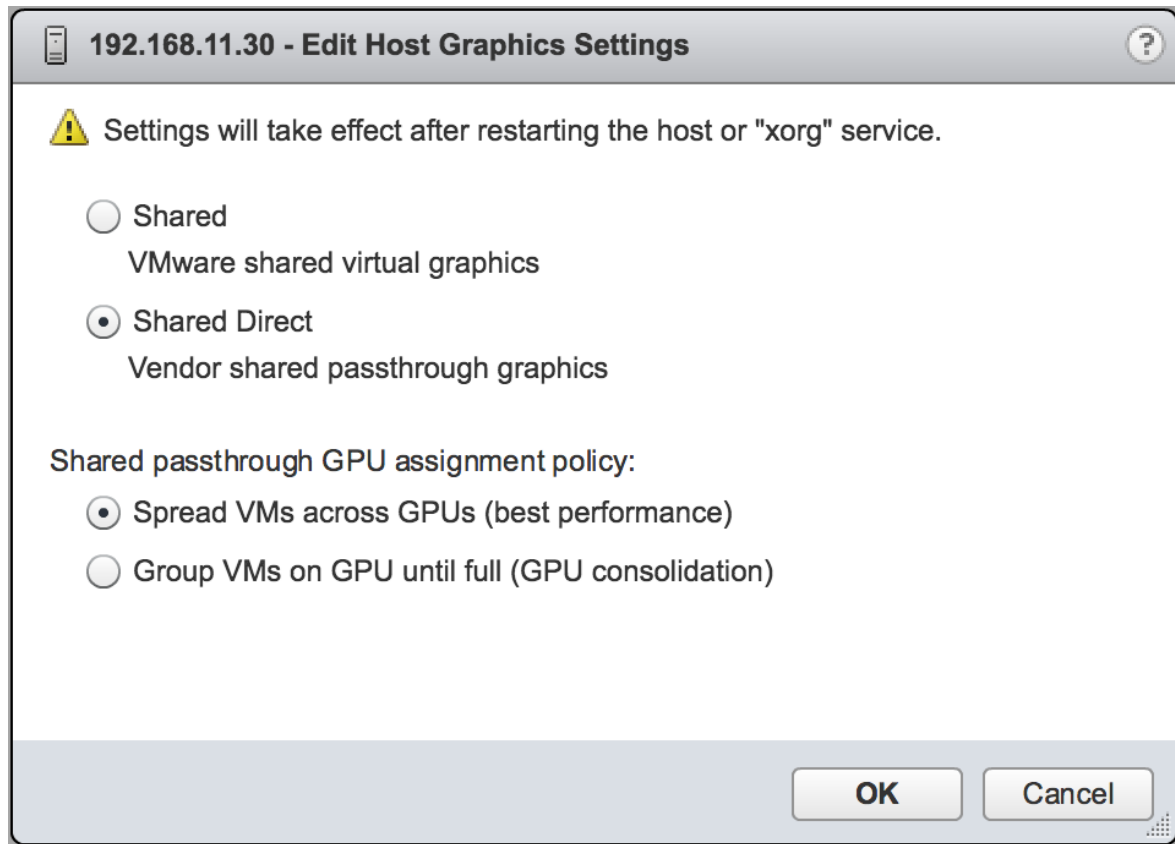 192.168.11.30 - Edit Host Graphics Settings
?
Settings will take effect after restarting the host or "xorg" service.
Shared
VMware shared virtual graphics
Shared Direct
Vendor shared passthrough graphics
Shared passthrough GPU assignment policy:
Spread VMs across GPUs (best performance)
Group VMs on GPU until full (GPU consolidation)
OK
Cancel